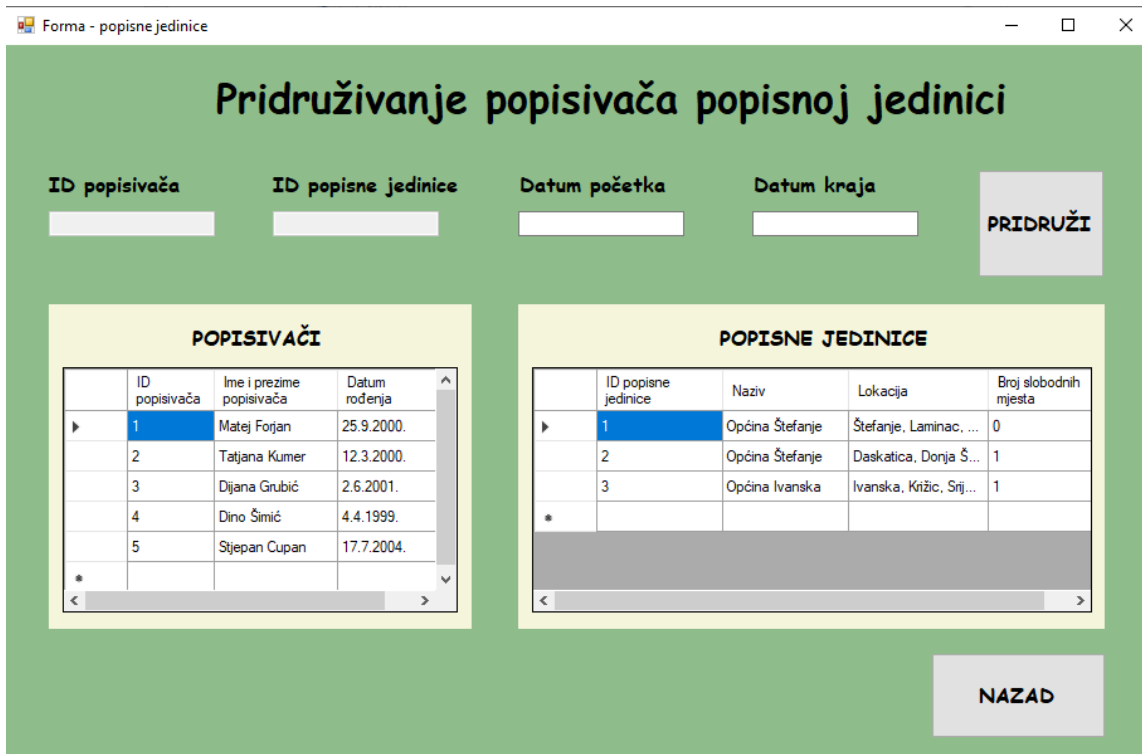 Forma - popisne jedinice
Pridruživanje popisivača popisnoj jedinici
ID popisivača ID popisne jedinice Datum početka Datum kraja
PRIDRUŽI
POPISIVAČI
ID popisivača Ime i prezime popisivača Datum rođenja
1 Matej Forjan 25.9.2000.
2 Tatjana Kumer 12.3.2000.
3 Dijana Grubić 2.6.2001.
4 Dino Šimić 4.4.1999.
5 Stjepan Cupan 17.7.2004.
POPISNE JEDINICE
ID popisne jedinice Naziv Lokacija Broj slobodnih mjesta
1 Općina Štefanje Štefanje, Laminac, ... 0
2 Općina Štefanje Daskatica, Donja Š... 1
3 Općina Ivanska Ivanska, Križic, Srij... 1
NAZAD